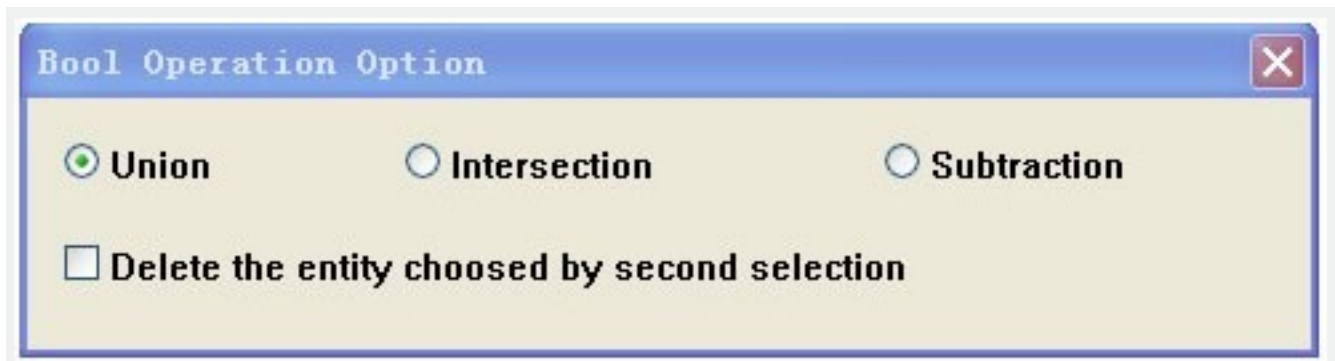 Bool Operation Option
Union Intersection Subtraction
Delete the entity choosed by second selection